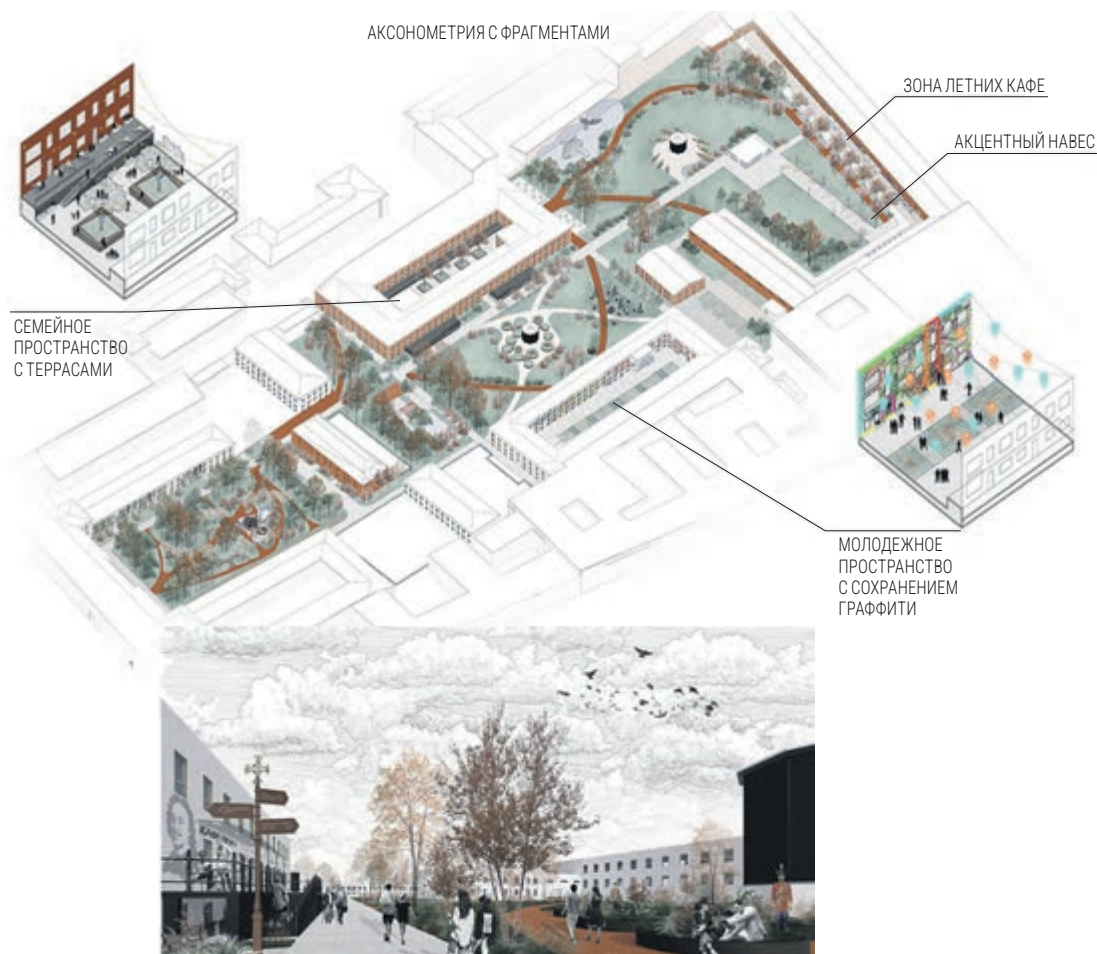 АКСОНОМЕТРИЯ С ФРАГМЕНТАМИ
ЗОНА ЛЕТНИХ КАФЕ
АКЦЕНТНЫЙ НАВЕС
СЕМЕЙНОЕ
ПРОСТРАНСТВО
С ТЕРРАСАМИ
МОЛОДЕЖНОЕ
ПРОСТРАНСТВО
С СОХРАНЕНИЕМ
ГРАФФИТИ